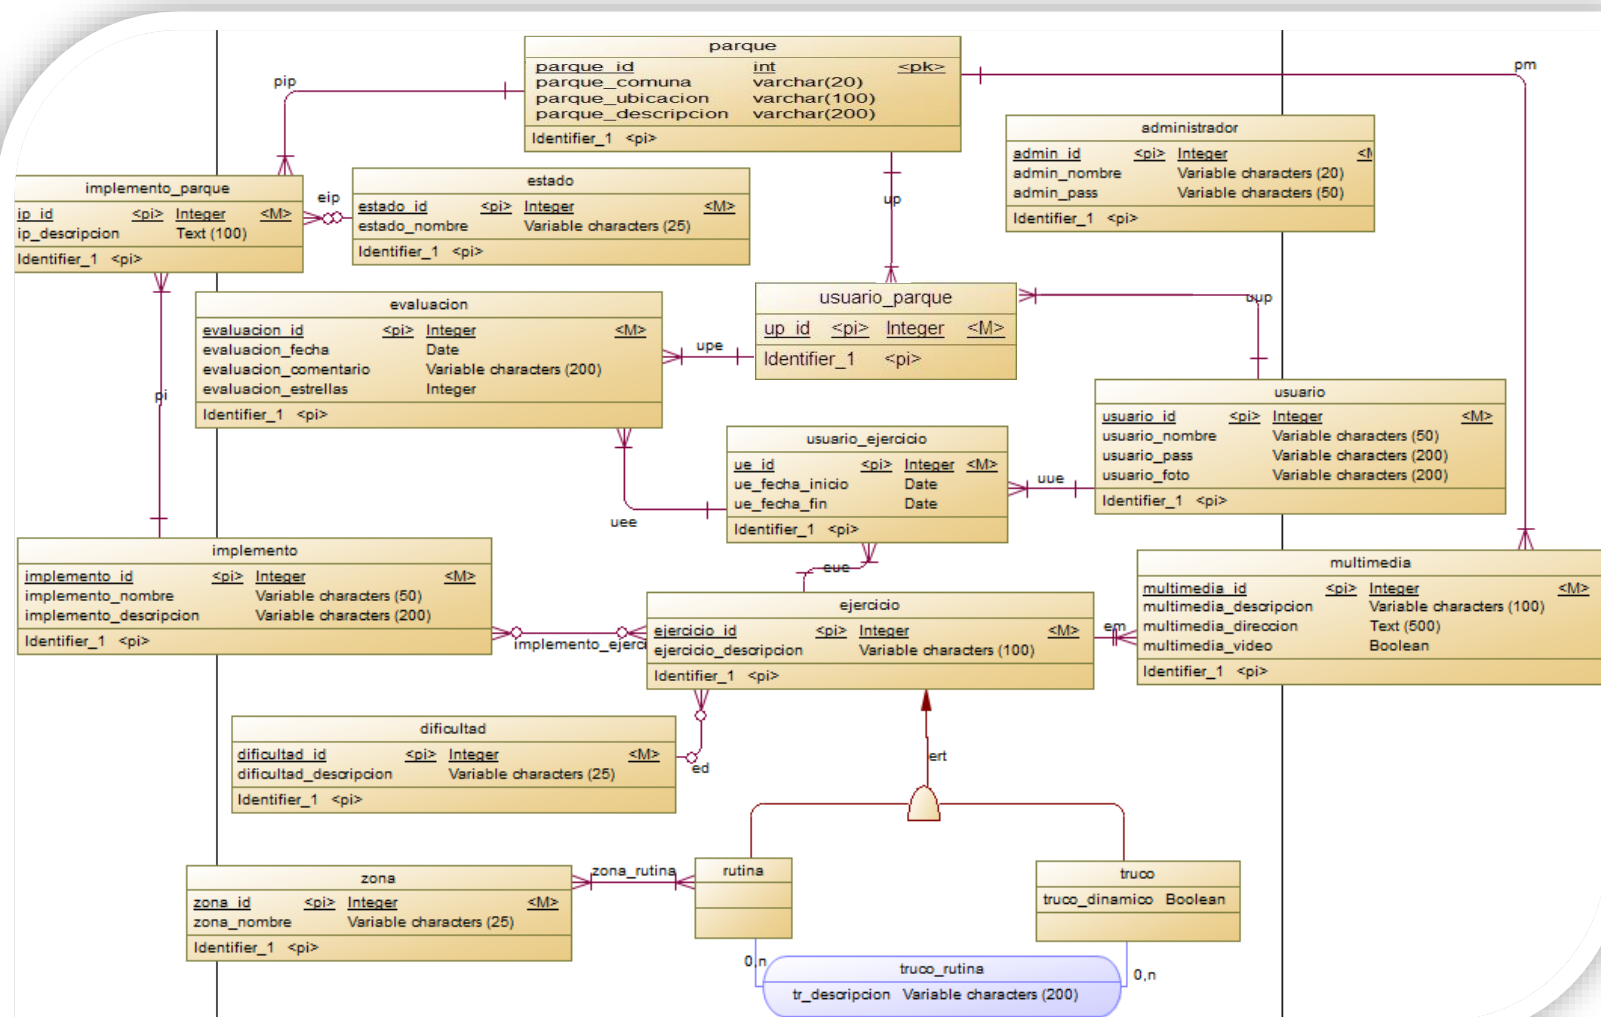 parque
parque_id int <pk>
parque_comuna varchar(20)
parque_ubicacion varchar(100)
parque_descripcion varchar(200)
Identifier_1 <pi>
pip
pm
administrador
admin_id <pi> Integer
admin_nombre Variable characters (20)
admin_pass Variable characters (50)
Identifier_1 <pi>
implemento_parque
ip_id <pi> Integer <M>
ip_descripcion Text (100)
Identifier_1 <pi>
eip
estado
estado_id <pi> Integer <M>
estado_nombre Variable characters (25)
Identifier_1 <pi>
up
evaluacion
evaluacion_id <pi> Integer <M>
evaluacion_fecha Date
evaluacion_comentario Variable characters (200)
evaluacion_estrellas Integer
Identifier_1 <pi>
usuario_parque
up_id <pi> Integer <M>
Identifier_1 <pi>
uup
upe
pi
usuario
usuario_id <pi> Integer <M>
usuario_nombre Variable characters (50)
usuario_pass Variable characters (200)
usuario_foto Variable characters (200)
Identifier_1 <pi>
usuario_ejercicio
ue_id <pi> Integer <M>
ue_fecha_inicio Date
ue_fecha_fin Date
Identifier_1 <pi>
uue
uee
implemento
implemento_id <pi> Integer <M>
implemento_nombre Variable characters (50)
implemento_descripcion Variable characters (200)
Identifier_1 <pi>
eue
multimedia
multimedia_id <pi> Integer <M>
multimedia_descripcion Variable characters (100)
multimedia_direccion Text (500)
multimedia_video Boolean
Identifier_1 <pi>
ejercicio
ejercicio_id <pi> Integer <M>
ejercicio_descripcion Variable characters (100)
Identifier_1 <pi>
em
implemento_ejerci
dificultad
dificultad_id <pi> Integer <M>
dificultad_descripcion Variable characters (25)
Identifier_1 <pi>
ed
ert
zona
zona_id <pi> Integer <M>
zona_nombre Variable characters (25)
Identifier_1 <pi>
zona_rutina
rutina
truco
truco_dinamico Boolean
0,n
0,n
truco_rutina
tr_descripcion Variable characters (200)